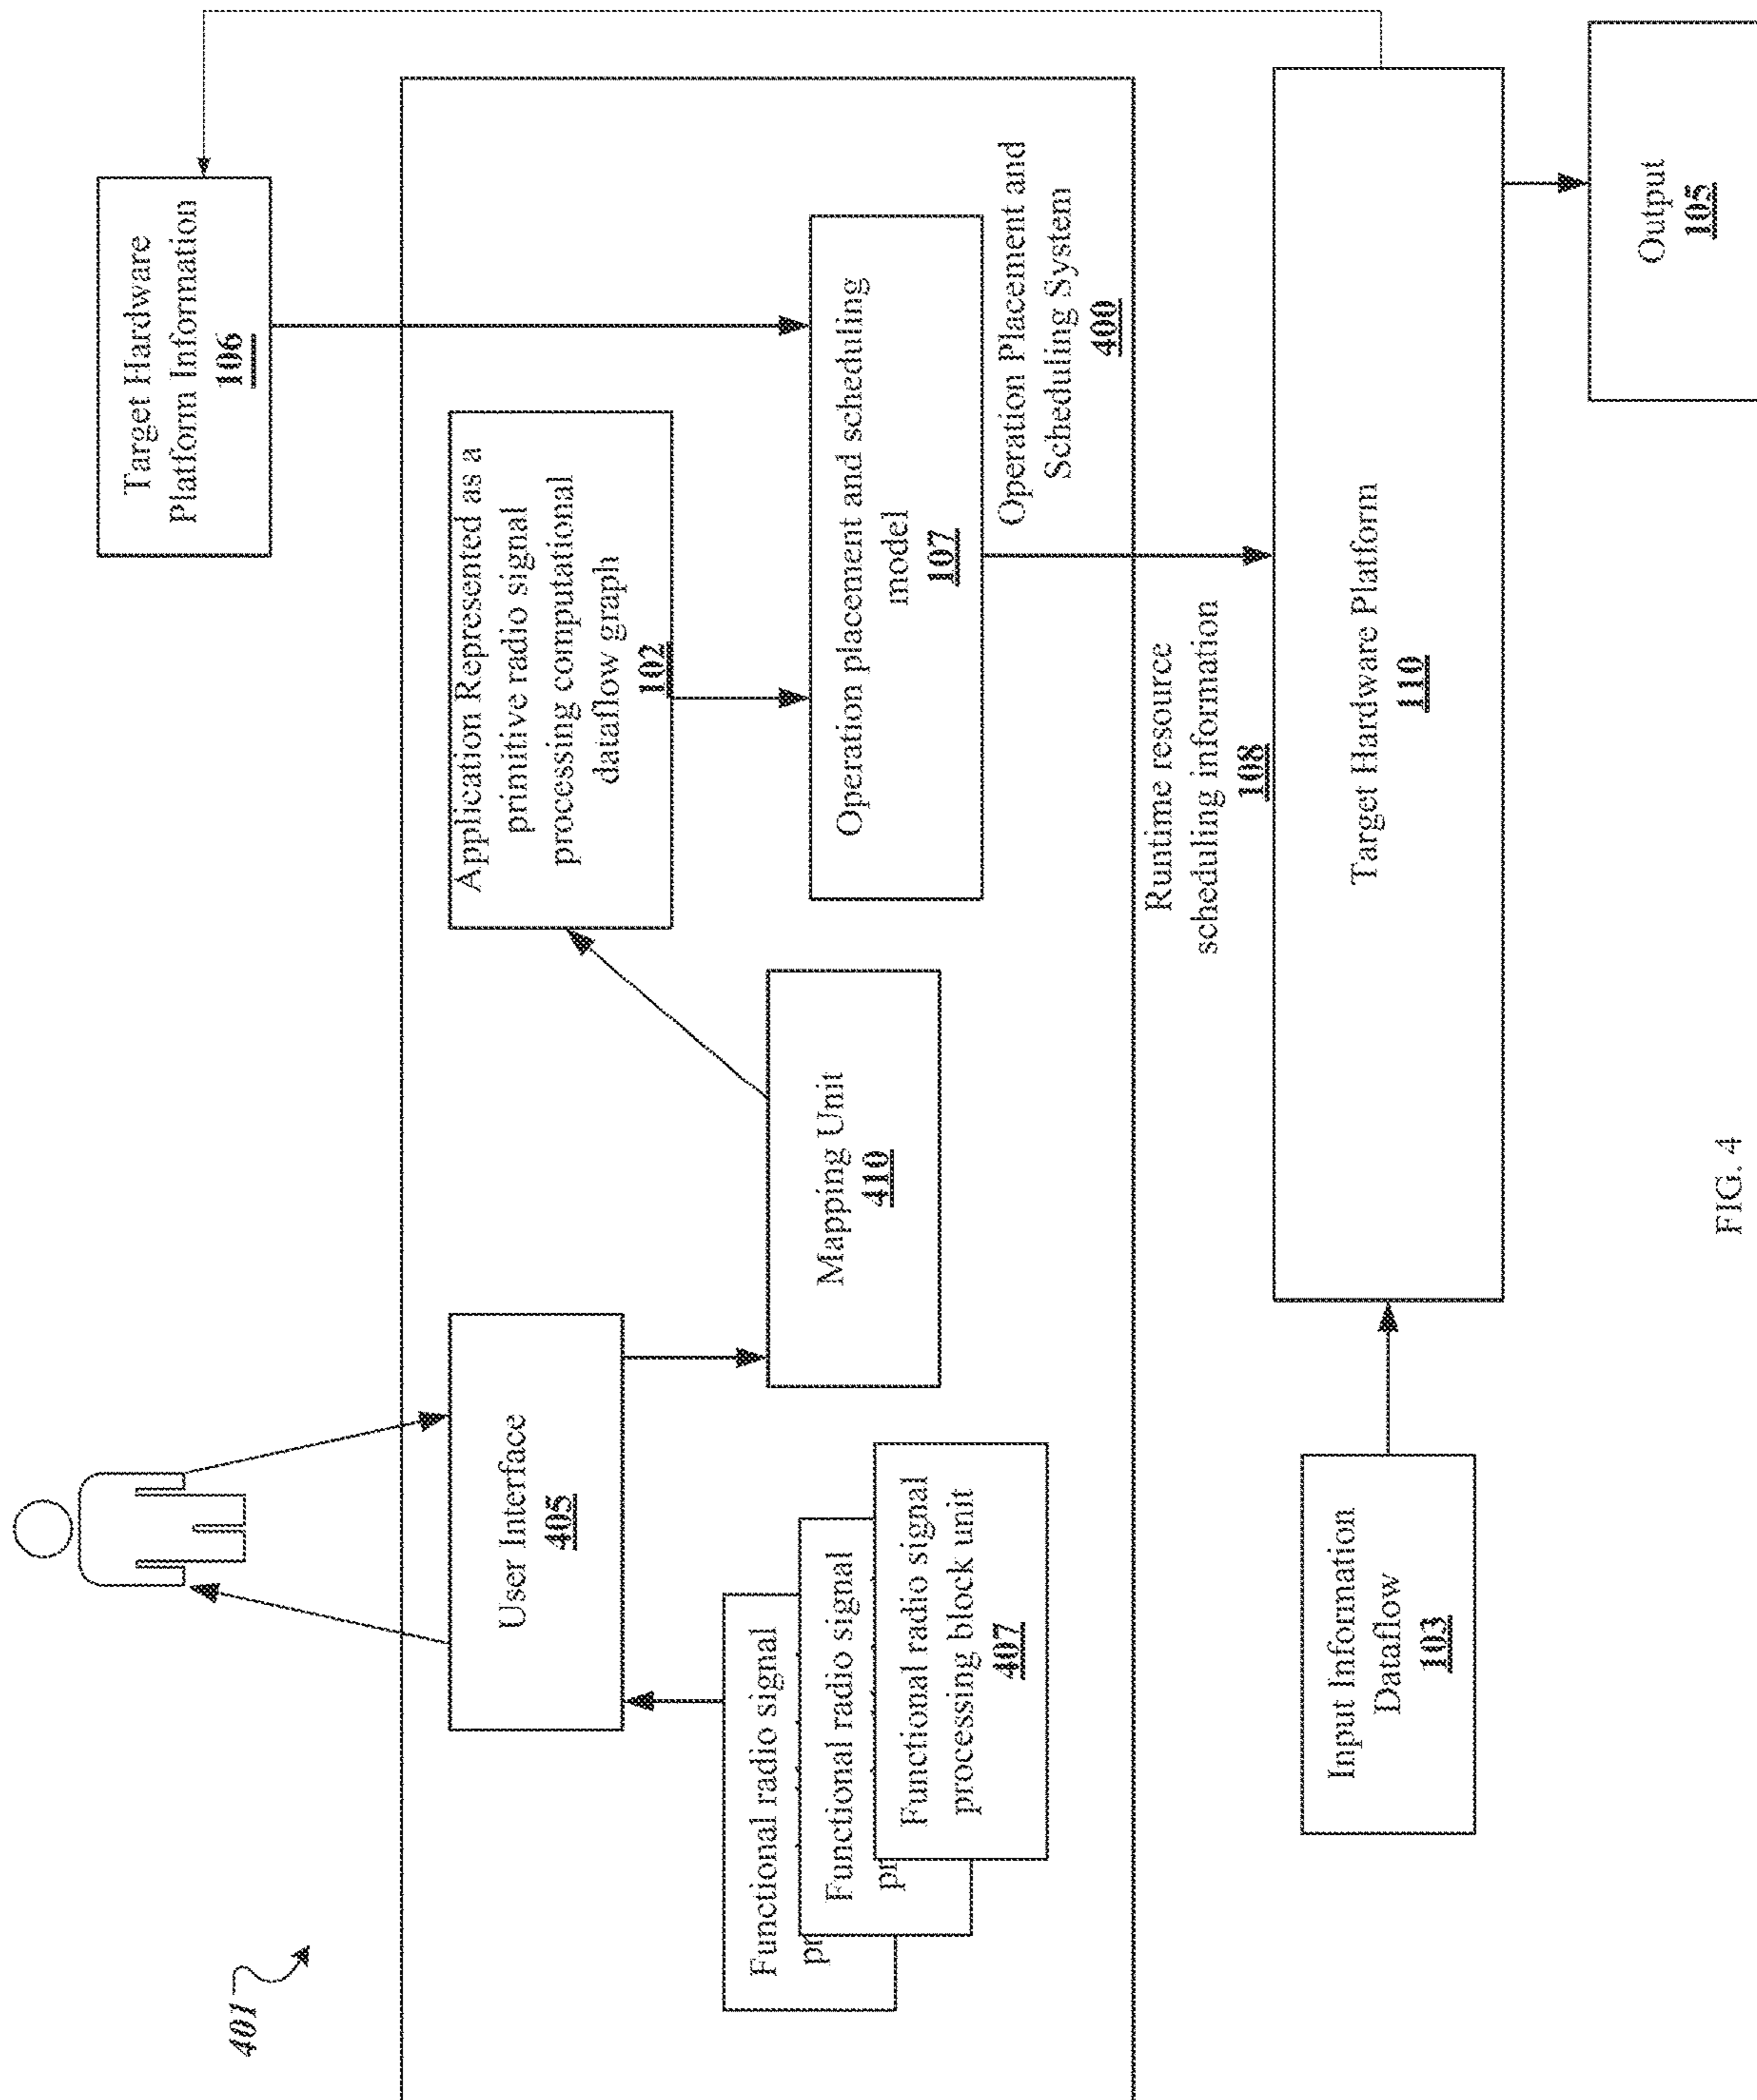 401
Target Hardware
Platform Information
106
User Interface
405
Application Represented as a
primitive radio signal
processing computational
dataflow graph
102
Functional radio signal
pr
Functional radio signal
pr
Functional radio signal
processing block unit
407
Mapping Unit
410
Operation placement and scheduling
model
107
Operation Placement and
Scheduling System
400
Runtime resource
scheduling information
108
Input Information
Dataflow
103
Target Hardware Platform
110
Output
105
FIG. 4